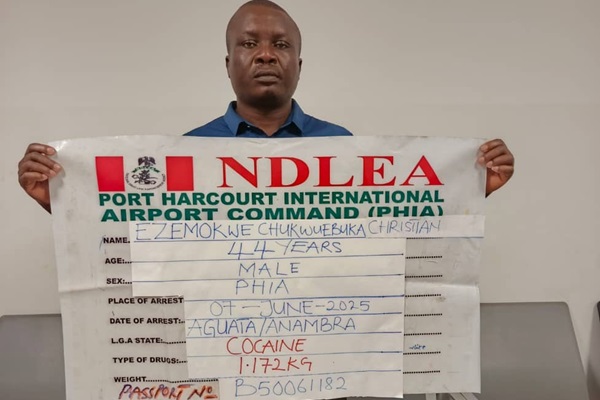 NDLEA
PORT HARCOURT INTERNATIONAL
AIRPORT COMMAND (PHIA)
NAME. EZEMOKWE CHUKWUEBUKA CHRISTIAN
AGE:... 44 YEARS
SEX:... MALE
PLACE OF ARREST PHIA
DATE OF ARREST: 07-JUNE-2025
L.G.A STATE: AGUATA/ANAMBRA
TYPE OF DRUGS: COCAINE
WEIGHT 1.172KG
PASSPORT NO B50061182